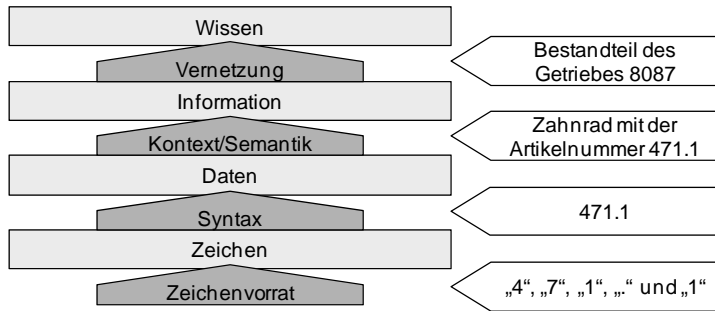 Wissen
Vernetzung
Bestandteil des
Getriebes 8087
Information
Kontext/Semantik
Zahnrad mit der
Artikelnummer 471.1
Daten
Syntax
471.1
Zeichen
Zeichenvorrat
„4“, „7“, „1“, „.“ und „1“